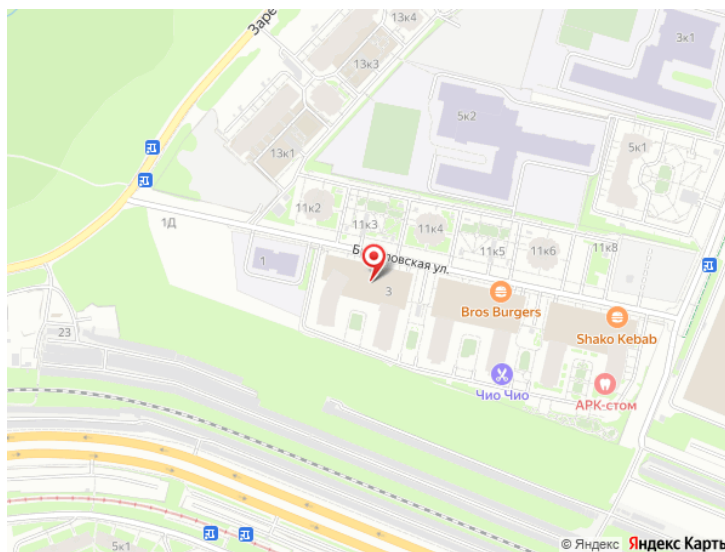 Заре
13к4
13к3
3к1
5к2
13к1
5к1
11к2
1Д
11к3
11к4
11к5
11к6
11к8
1
ловская ул.
3
Bros Burgers
23
Shako Kebab
Чио Чио
АРК-стом
5к1
© Яндекс Яндекс Карты